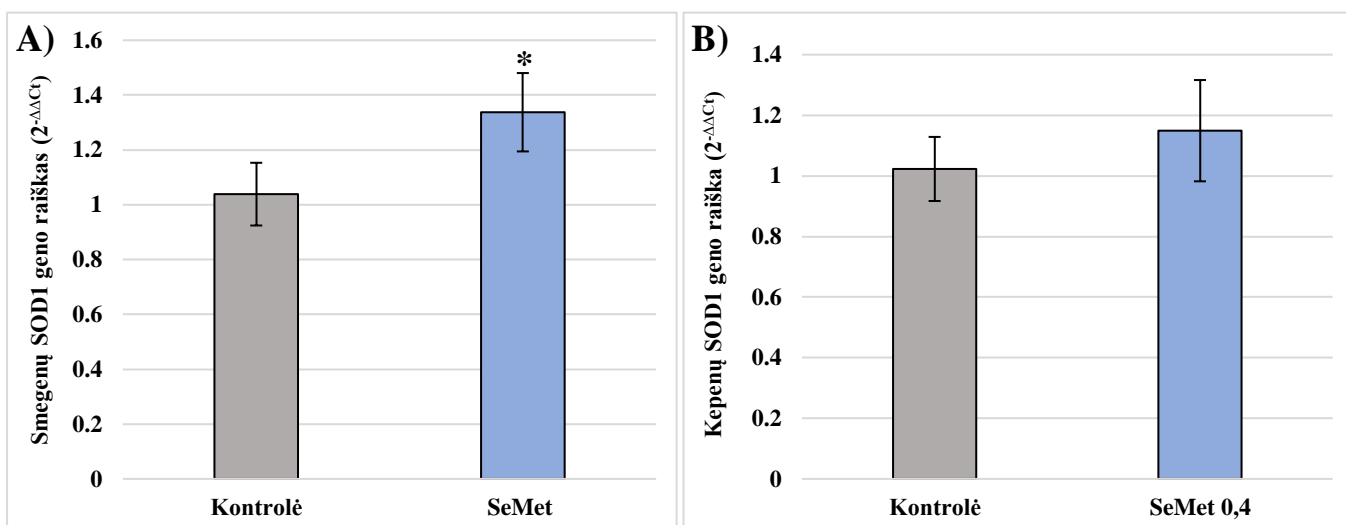 A)
Smegenų SOD1 geno raiškas (2-ΔΔCt)
1.6
1.4
1.2
1
0.8
0.6
0.4
0.2
0
*
Kontrolė
SeMet
B)
Kepenų SOD1 geno raiška (2-ΔΔCt)
1.4
1.2
1
0.8
0.6
0.4
0.2
0
Kontrolė
SeMet 0,4